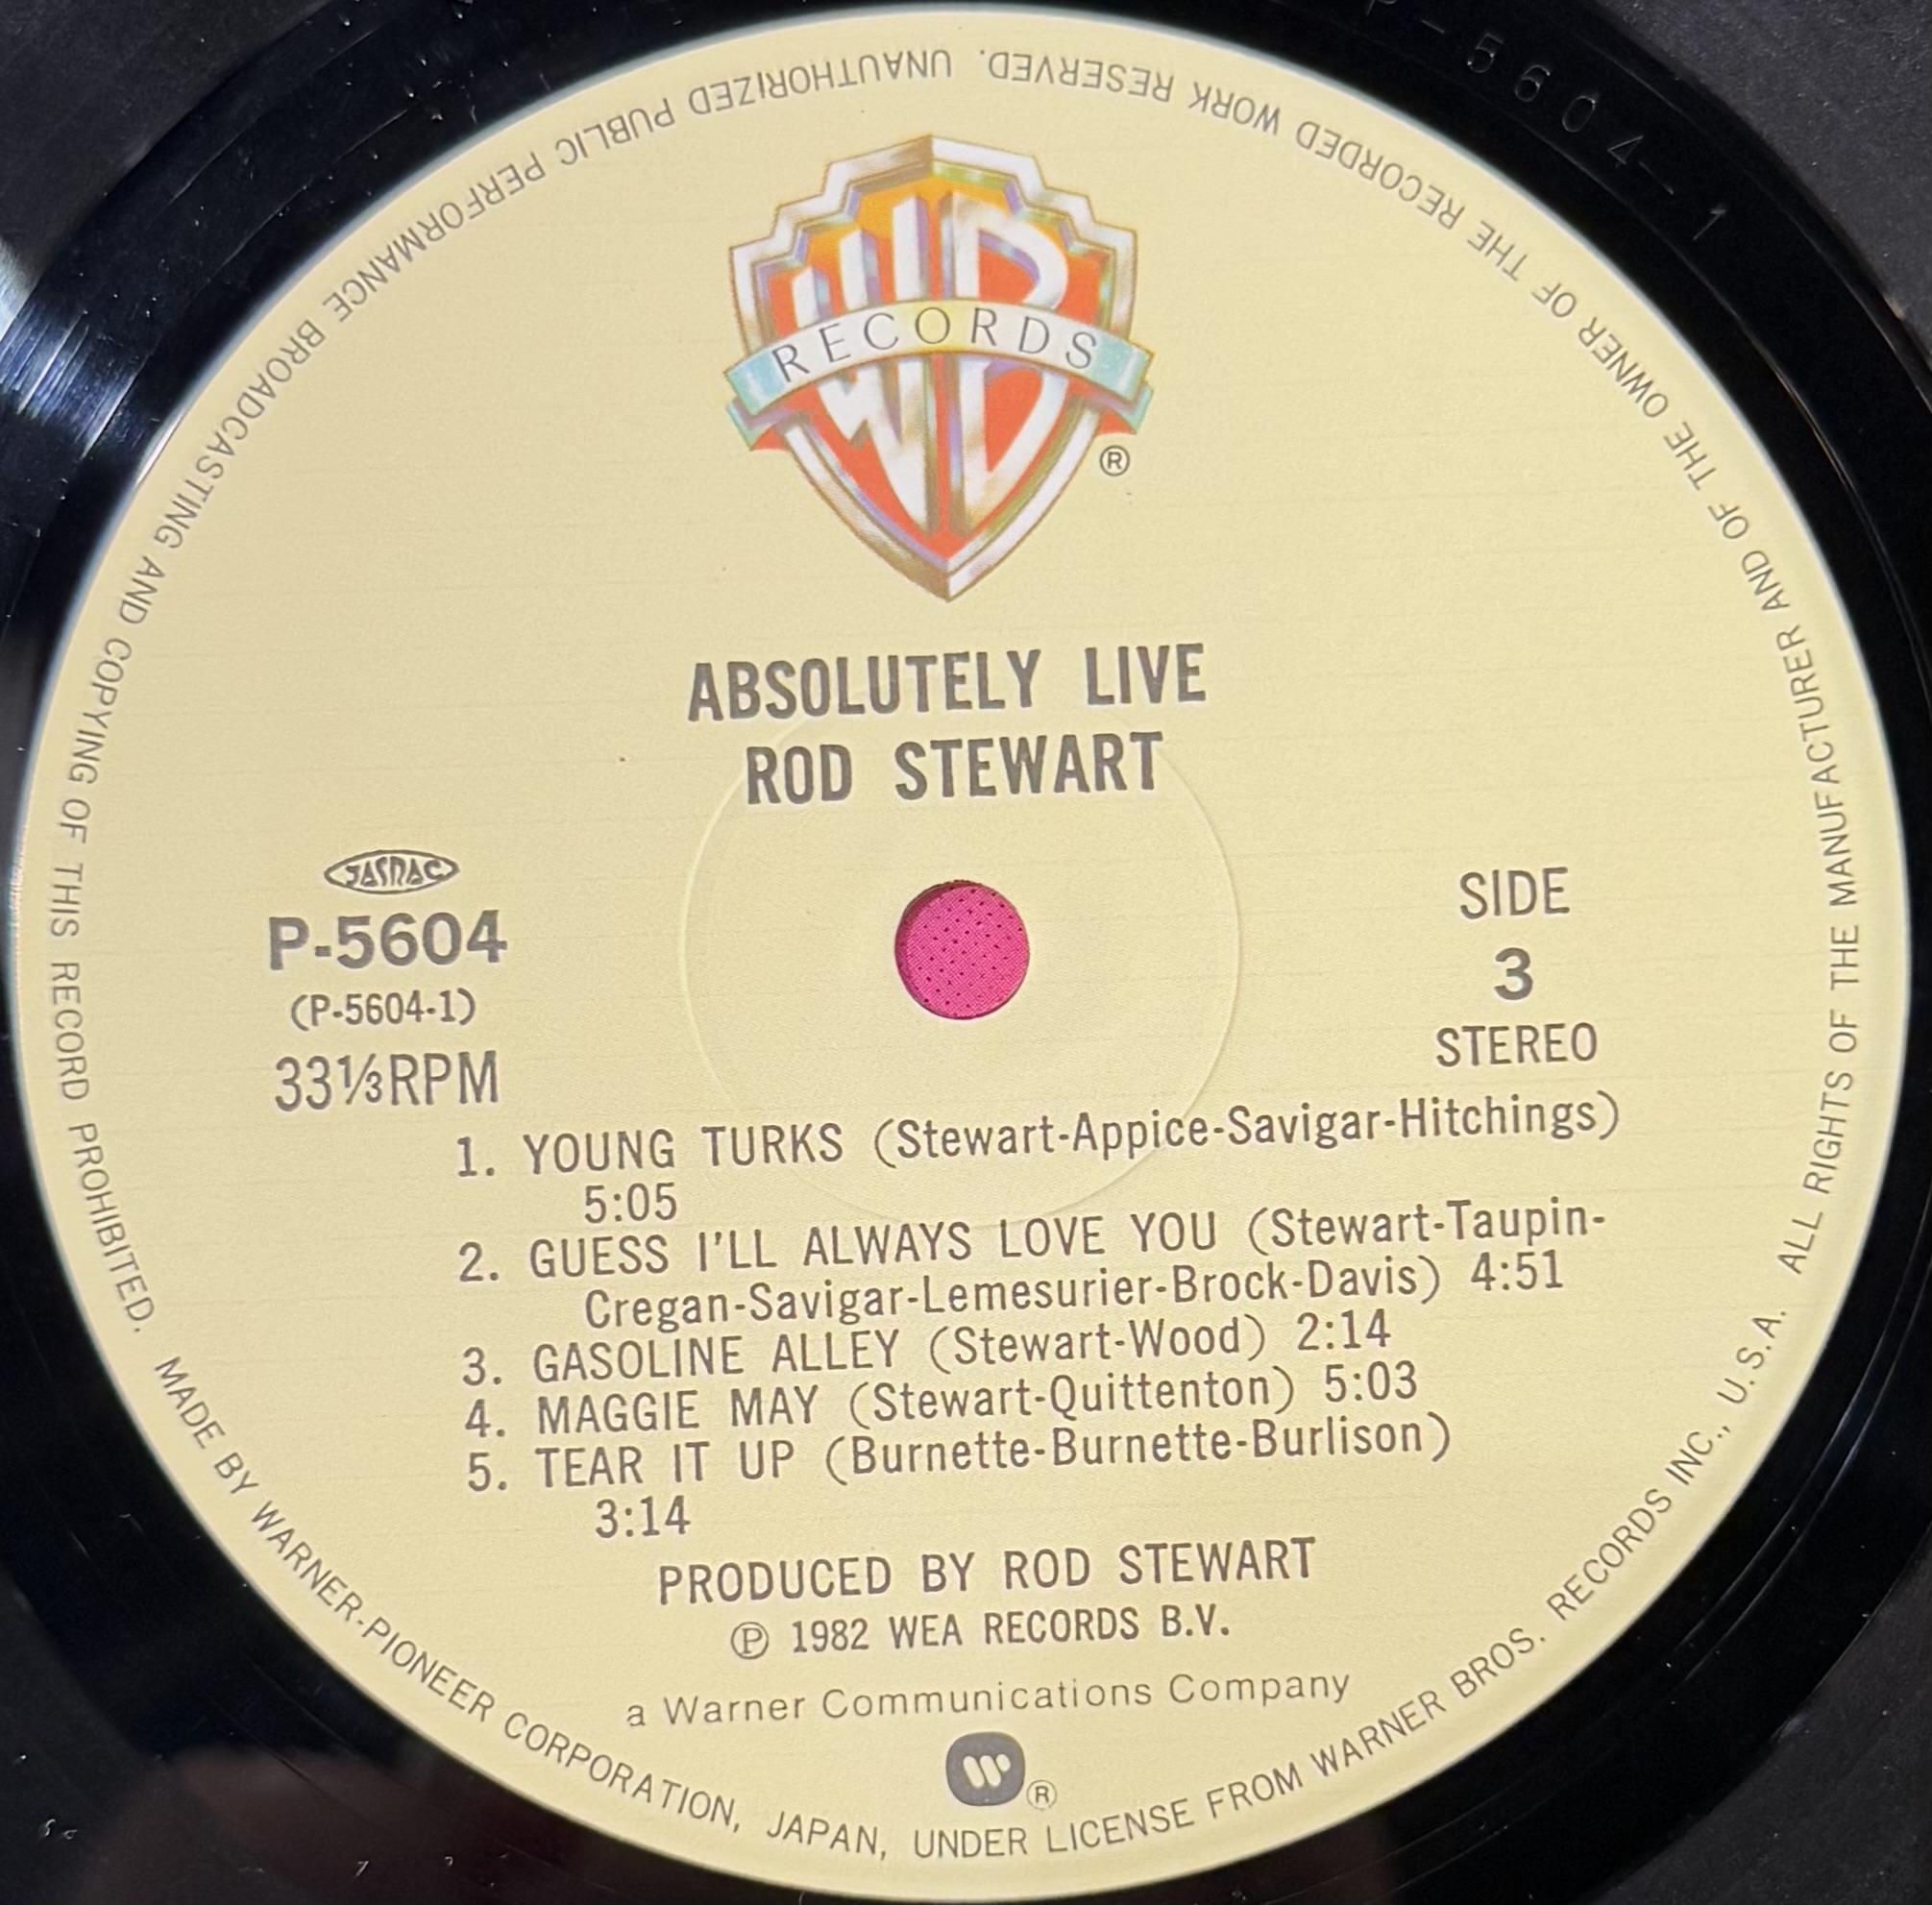 P-5604-1
WB
RECORDS
®
ABSOLUTELY LIVE
ROD STEWART
JASRAC
P-5604
(P-5604-1)
33⅓RPM
SIDE
3
STEREO
1. YOUNG TURKS (Stewart-Appice-Savigar-Hitchings)
5:05
2. GUESS I'LL ALWAYS LOVE YOU (Stewart-Taupin-
Cregan-Savigar-Lemesurier-Brock-Davis) 4:51
3. GASOLINE ALLEY (Stewart-Wood) 2:14
4. MAGGIE MAY (Stewart-Quittenton) 5:03
5. TEAR IT UP (Burnette-Burnette-Burlison)
3:14
PRODUCED BY ROD STEWART
Ⓟ 1982 WEA RECORDS B.V.
a Warner Communications Company
W ®
MADE BY WARNER-PIONEER CORPORATION, JAPAN, UNDER LICENSE FROM WARNER BROS. RECORDS INC., U.S.A. ALL RIGHTS OF THE MANUFACTURER AND OF THE OWNER OF THE RECORDED WORK RESERVED. UNAUTHORIZED PUBLIC PERFORMANCE BROADCASTING AND COPYING OF THIS RECORD PROHIBITED.